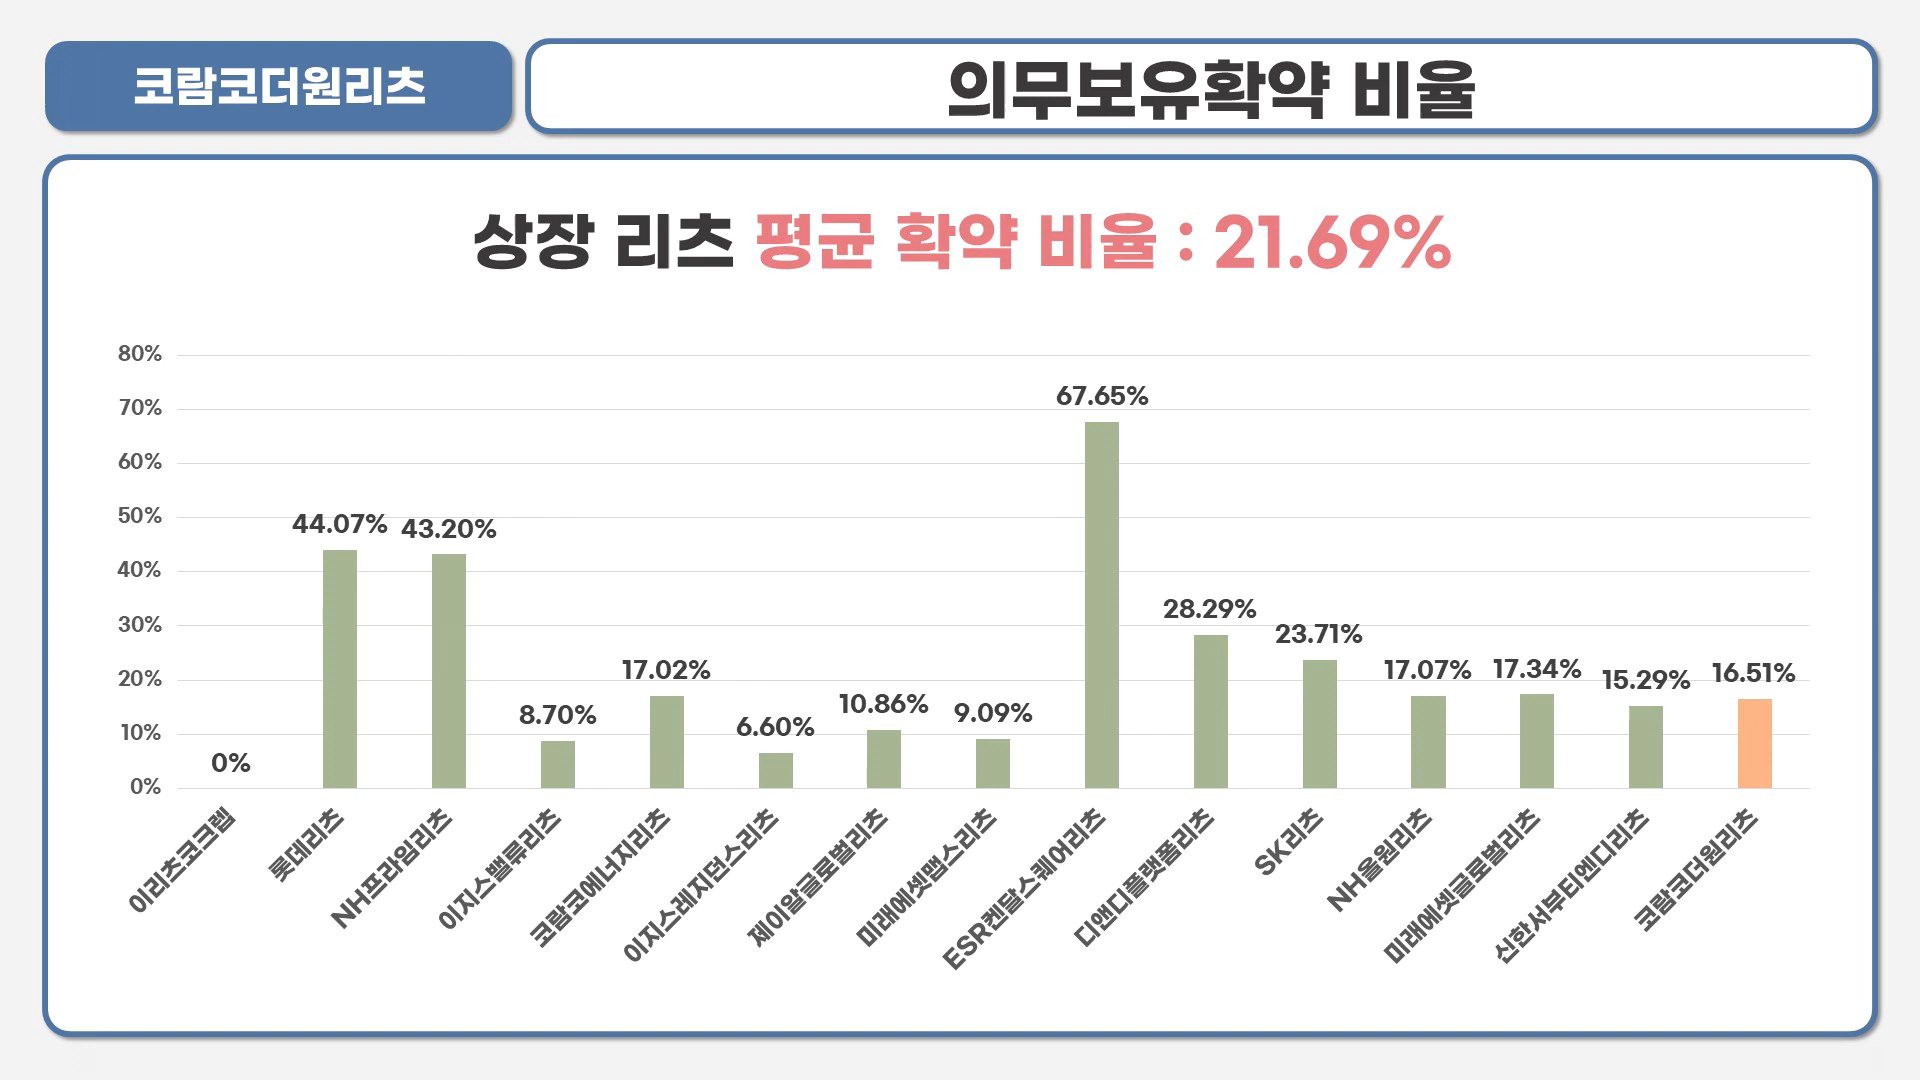 코람코더원리츠
의무보유확약 비율
상장 리츠 평균 확약 비율 : 21.69%
80%
70%
60%
50%
40%
30%
20%
10%
0%
0%
44.07%
43.20%
8.70%
17.02%
6.60%
10.86%
9.09%
67.65%
28.29%
23.71%
17.07%
17.34%
15.29%
16.51%
이리츠코크렙
롯데리츠
NH프라임리츠
이지스밸류리츠
코람코에너지리츠
이지스레지던스리츠
제이알글로벌리츠
미래에셋맵스리츠
ESR켄달스퀘어리츠
디앤디플랫폼리츠
SK리츠
NH올원리츠
미래에셋글로벌리츠
신한서부티엔디리츠
코람코더원리츠